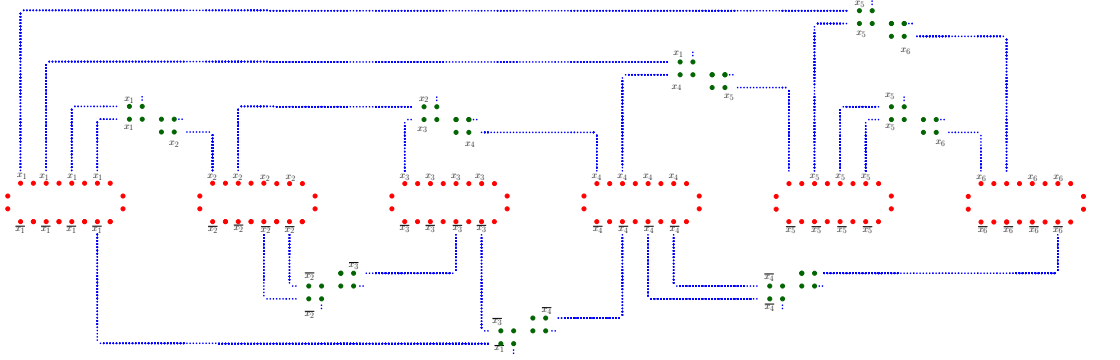 x₅
x₅
x₆
x₁
x₄
x₅
x₁
x₂
x₅
x₁
x₃
x₅
x₂
x₄
x₆
x₁ x₁ x₁ x₁ x₂ x₂ x₂ x₂ x₃ x₃ x₃ x₃ x₄ x₄ x₄ x₄ x₅ x₅ x₅ x₆ x₆ x₆
x̅₁ x̅₁ x̅₁ x̅₁ x̅₂ x̅₂ x̅₂ x̅₂ x̅₃ x̅₃ x̅₃ x̅₃ x̅₄ x̅₄ x̅₄ x̅₄ x̅₅ x̅₅ x̅₅ x̅₅ x̅₆ x̅₆ x̅₆ x̅₆
x̅₃
x̅₂
x̅₄
x̅₄
x̅₂
x̅₄
x̅₃
x̅₁